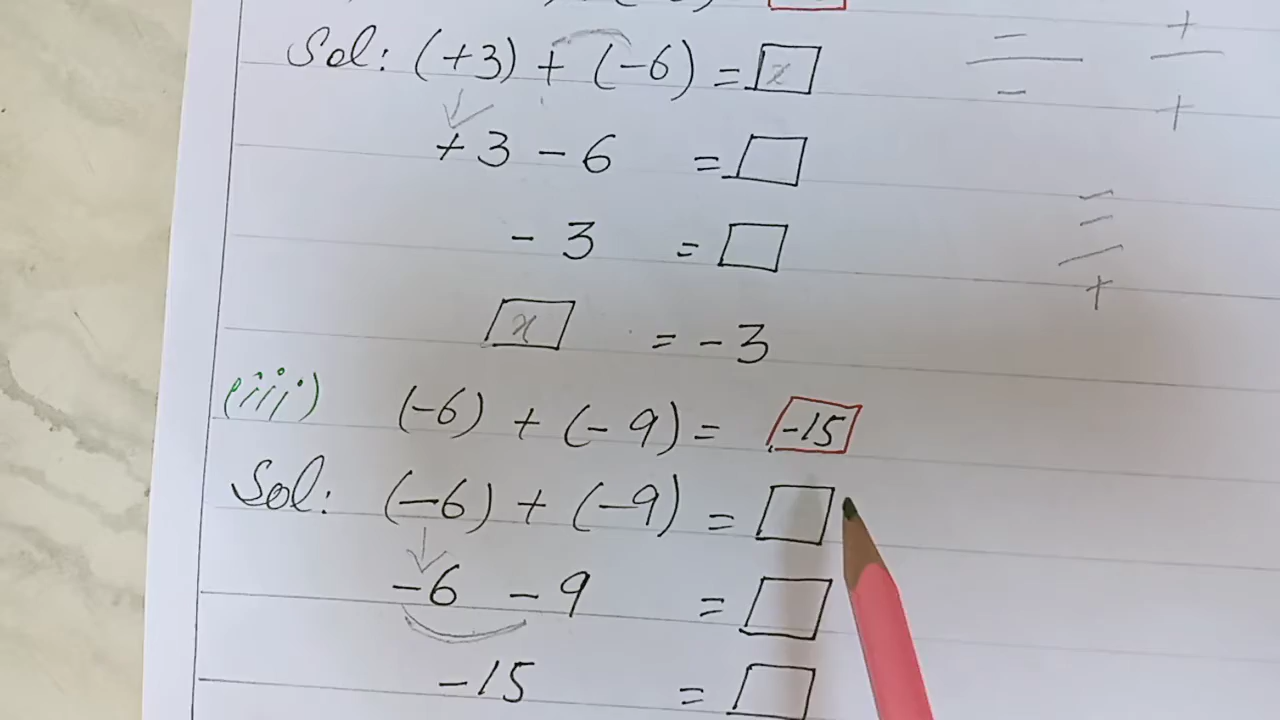 Sol: (+3) + (-6) = x
+3 - 6 =
- 3 =
x = -3
(iii) (-6) + (-9) = -15
Sol: (-6) + (-9) =
-6 - 9 =
-15 =
- + 
- +
-
-
+